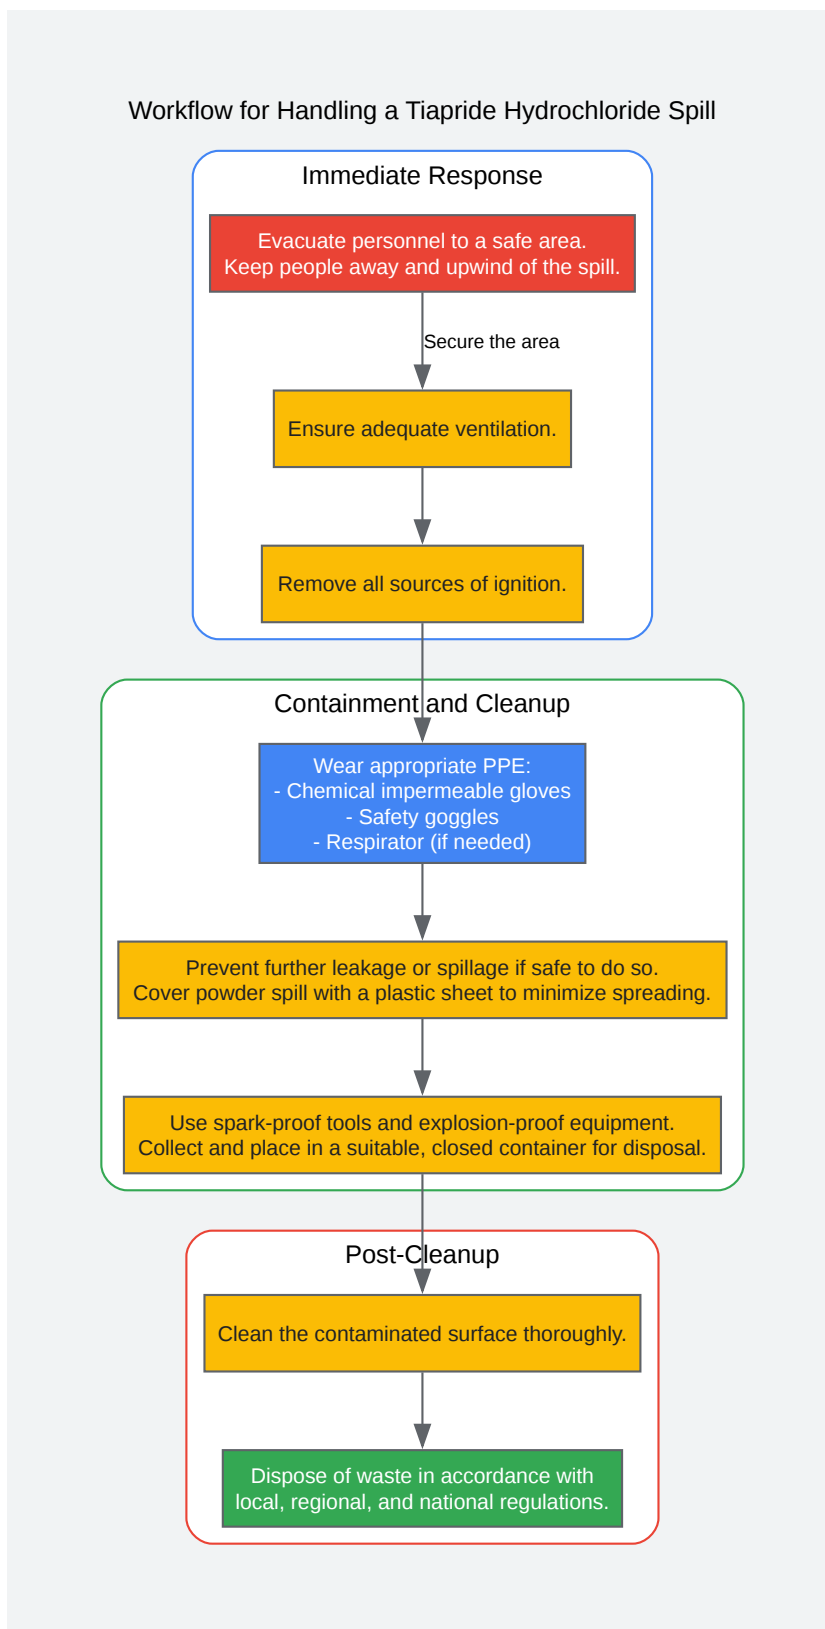 Workflow for Handling a Tiapride Hydrochloride Spill
Immediate Response
Evacuate personnel to a safe area.
Keep people away and upwind of the spill.
Secure the area
Ensure adequate ventilation.
Remove all sources of ignition.
Containment and Cleanup
Wear appropriate PPE:
- Chemical impermeable gloves
- Safety goggles
- Respirator (if needed)
Prevent further leakage or spillage if safe to do so.
Cover powder spill with a plastic sheet to minimize spreading.
Use spark-proof tools and explosion-proof equipment.
Collect and place in a suitable, closed container for disposal.
Post-Cleanup
Clean the contaminated surface thoroughly.
Dispose of waste in accordance with
local, regional, and national regulations.